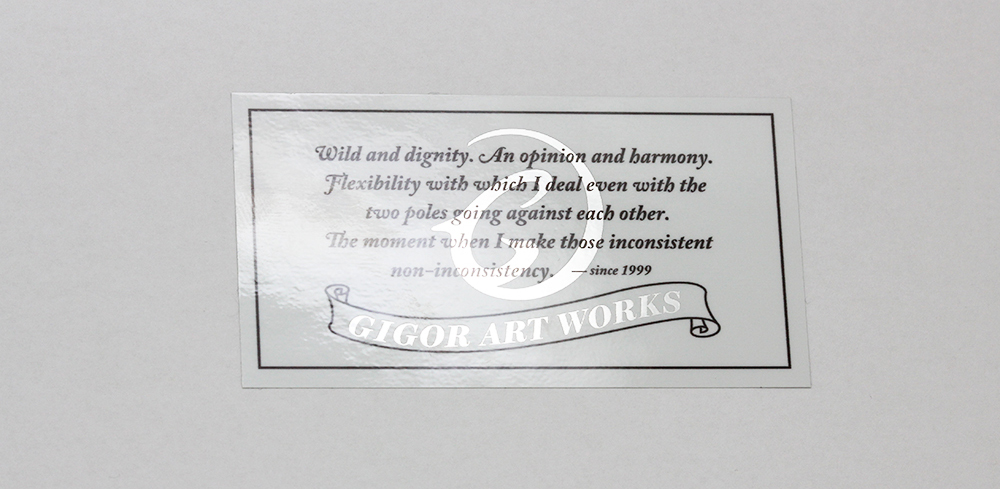 Wild and dignity. An opinion and harmony.
Flexibility with which I deal even with the
two poles going against each other.
The moment when I make those inconsistent
non-inconsistency. — since 1999
GIGOR ART WORKS